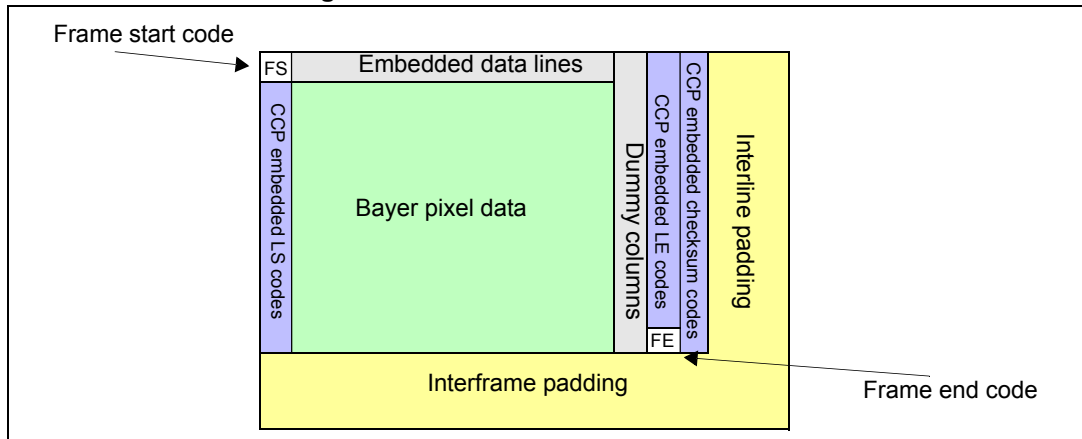 Frame start code
FS
Embedded data lines
CCP embedded LS codes
Bayer pixel data
Dummy columns
CCP embedded LE codes
CCP embedded checksum codes
Interline padding
FE
Interframe padding
Frame end code